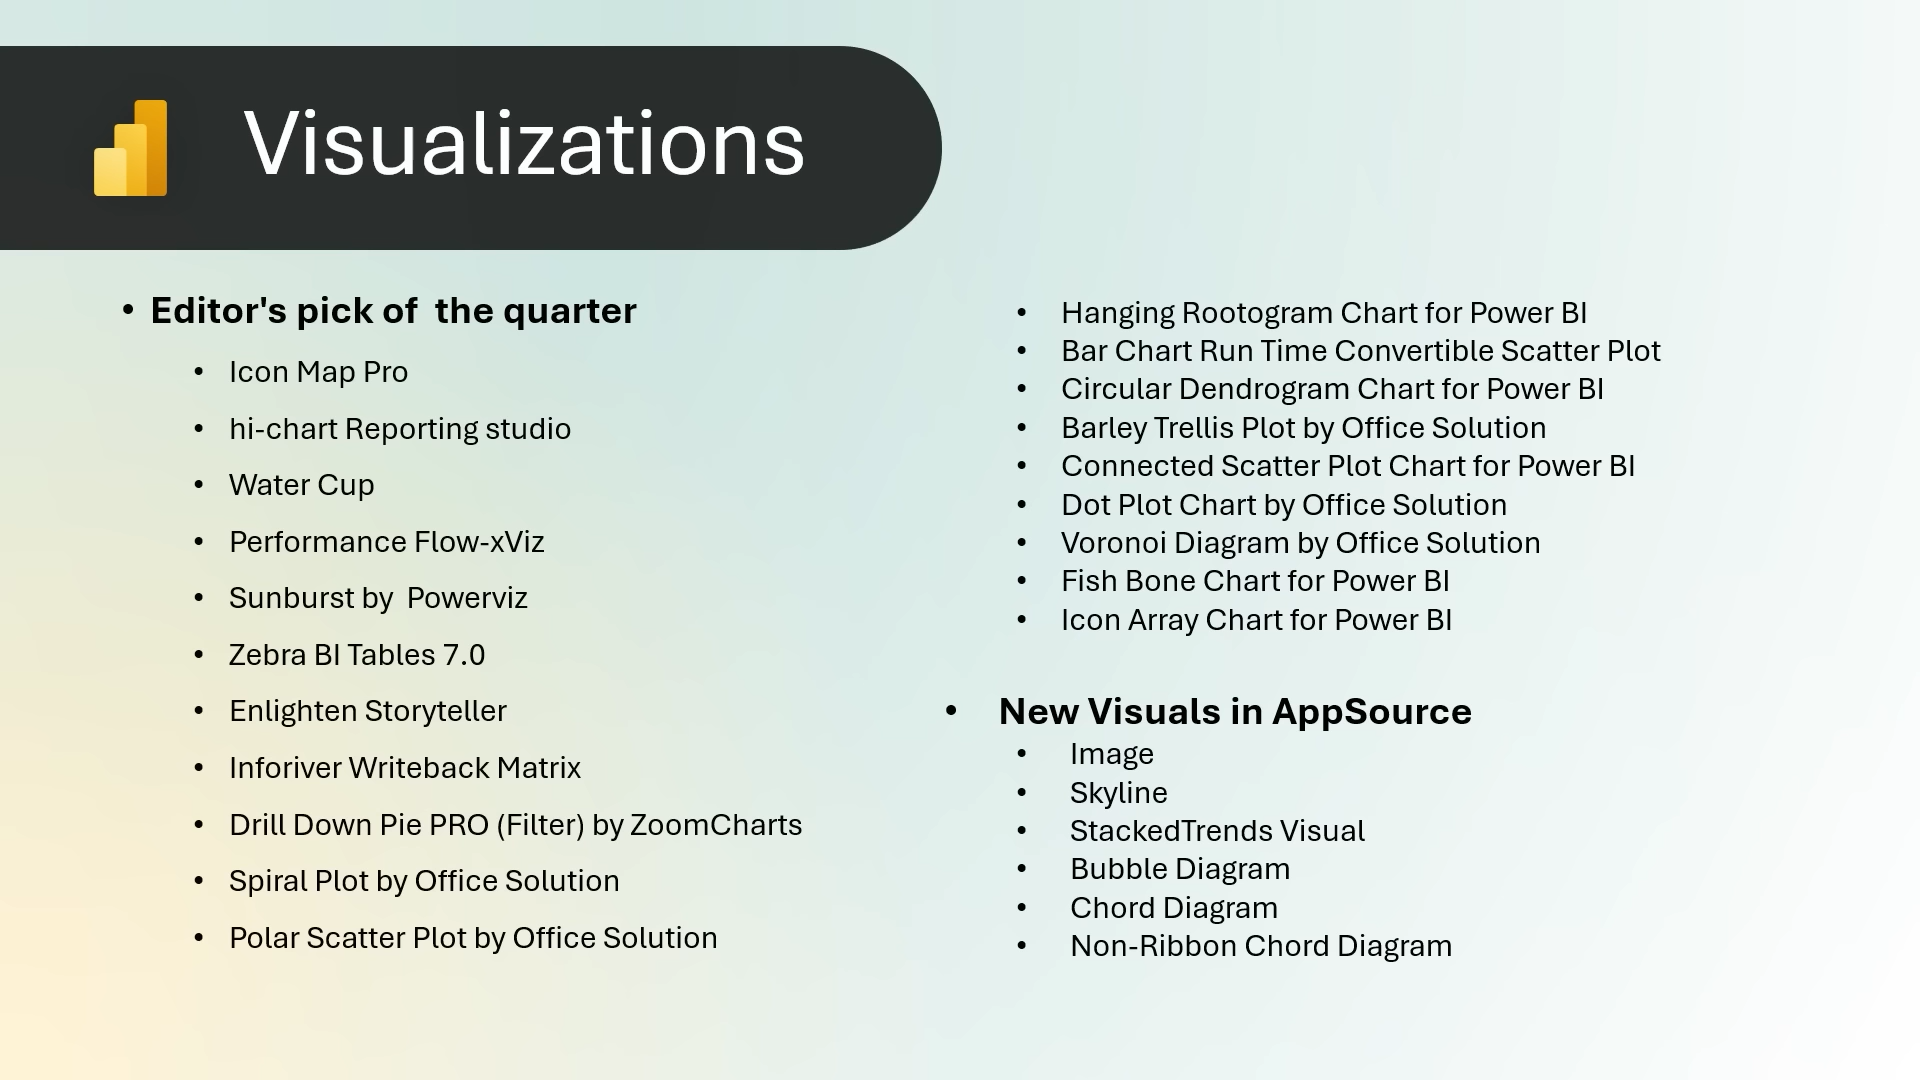 Visualizations
• Editor's pick of  the quarter
• Icon Map Pro
• hi-chart Reporting studio
• Water Cup
• Performance Flow-xViz
• Sunburst by  Powerviz
• Zebra BI Tables 7.0
• Enlighten Storyteller
• Inforiver Writeback Matrix
• Drill Down Pie PRO (Filter) by ZoomCharts
• Spiral Plot by Office Solution
• Polar Scatter Plot by Office Solution
• Hanging Rootogram Chart for Power BI
• Bar Chart Run Time Convertible Scatter Plot
• Circular Dendrogram Chart for Power BI
• Barley Trellis Plot by Office Solution
• Connected Scatter Plot Chart for Power BI
• Dot Plot Chart by Office Solution
• Voronoi Diagram by Office Solution
• Fish Bone Chart for Power BI
• Icon Array Chart for Power BI
• New Visuals in AppSource
• Image
• Skyline
• StackedTrends Visual
• Bubble Diagram
• Chord Diagram
• Non-Ribbon Chord Diagram